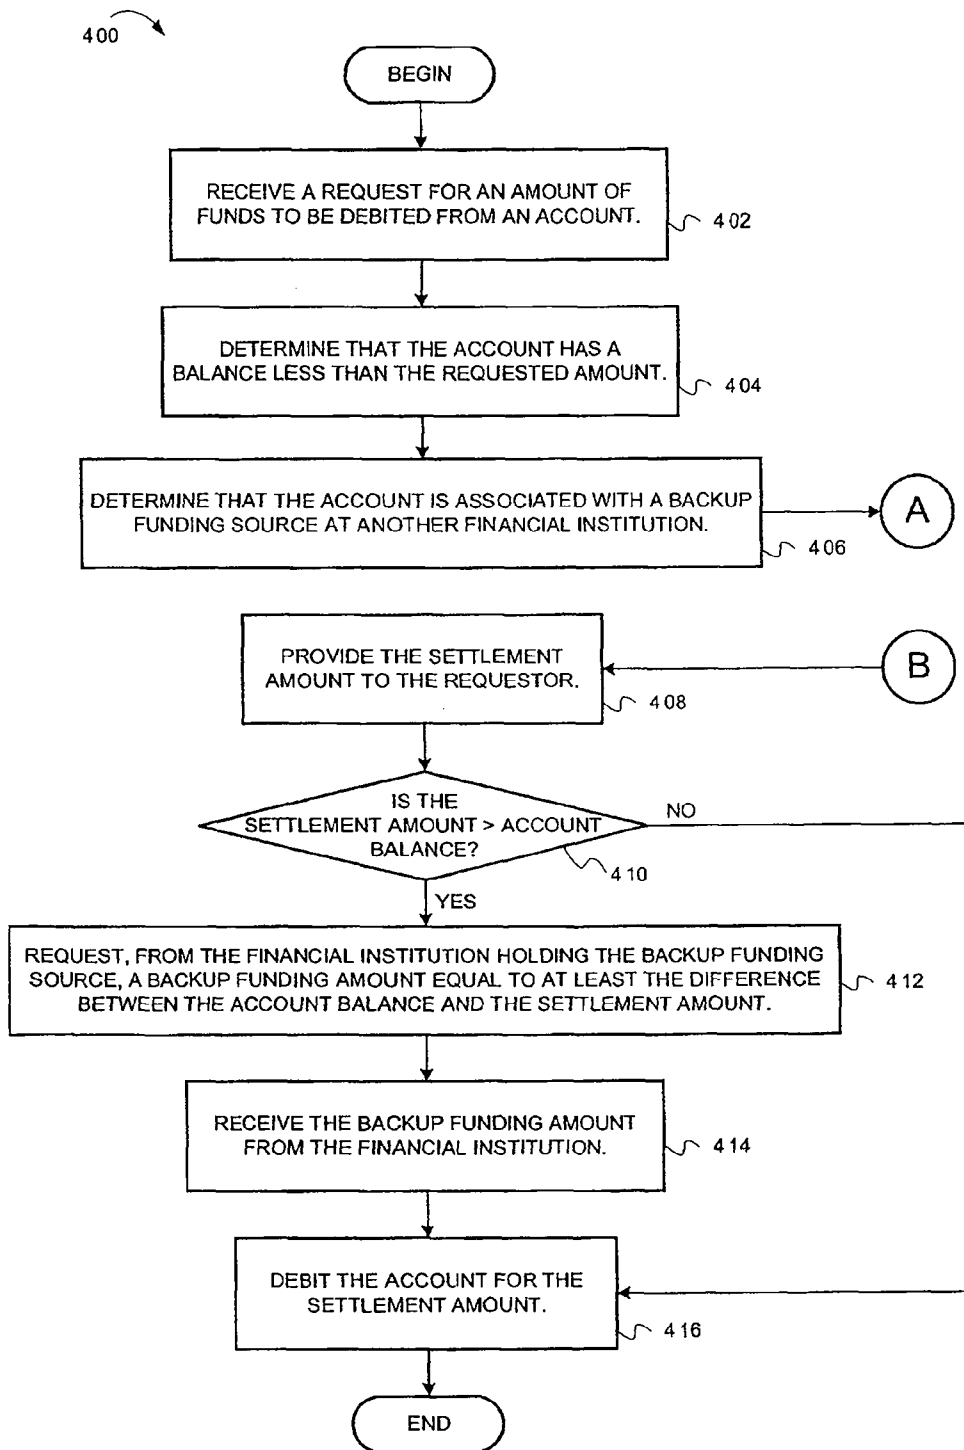 400
BEGIN
RECEIVE A REQUEST FOR AN AMOUNT OF
FUNDS TO BE DEBITED FROM AN ACCOUNT.
402
DETERMINE THAT THE ACCOUNT HAS A
BALANCE LESS THAN THE REQUESTED AMOUNT.
404
DETERMINE THAT THE ACCOUNT IS ASSOCIATED WITH A BACKUP
FUNDING SOURCE AT ANOTHER FINANCIAL INSTITUTION.
406
A
PROVIDE THE SETTLEMENT
AMOUNT TO THE REQUESTOR.
408
B
IS THE
SETTLEMENT AMOUNT > ACCOUNT
BALANCE?
410
NO
YES
REQUEST, FROM THE FINANCIAL INSTITUTION HOLDING THE BACKUP FUNDING
SOURCE, A BACKUP FUNDING AMOUNT EQUAL TO AT LEAST THE DIFFERENCE
BETWEEN THE ACCOUNT BALANCE AND THE SETTLEMENT AMOUNT.
412
RECEIVE THE BACKUP FUNDING AMOUNT
FROM THE FINANCIAL INSTITUTION.
414
DEBIT THE ACCOUNT FOR THE
SETTLEMENT AMOUNT.
416
END